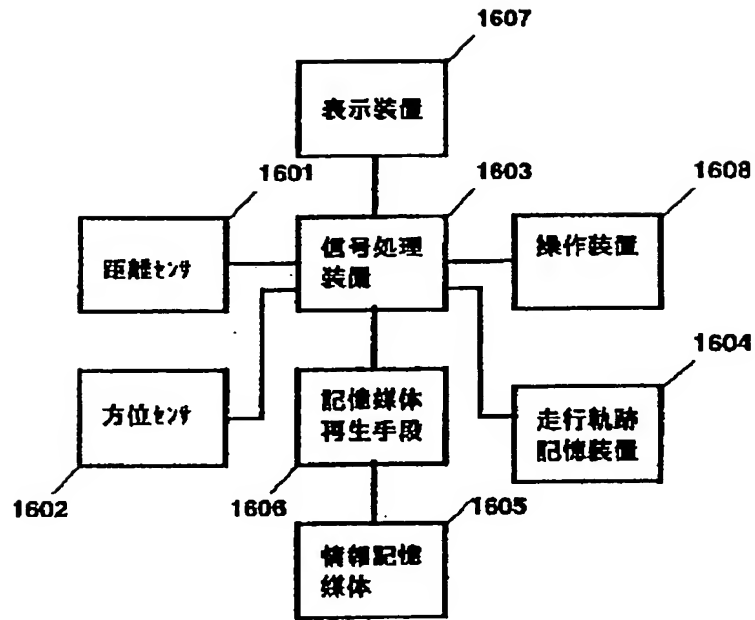 1607
表示装置
1601
1603
1608
距離ｾﾝｻ
信号処理
装置
操作装置
1604
方位ｾﾝｻ
記憶媒体
再生手段
走行軌跡
記憶装置
1602
1606
1605
情報記憶
媒体